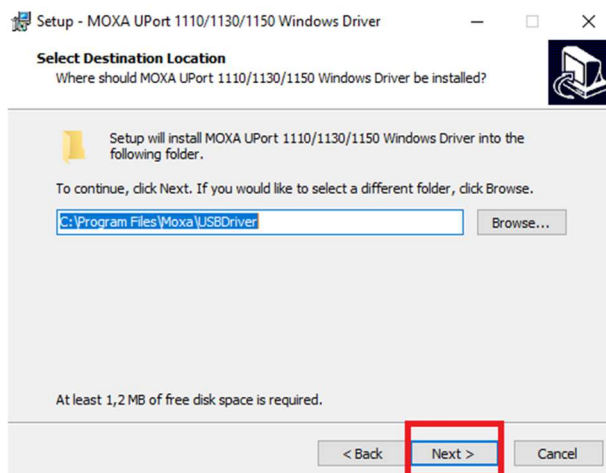 Setup - MOXA UPort 1110/1130/1150 Windows Driver
Select Destination Location
Where should MOXA UPort 1110/1130/1150 Windows Driver be installed?
Setup will install MOXA UPort 1110/1130/1150 Windows Driver into the
following folder.
To continue, click Next. If you would like to select a different folder, click Browse.
C:\Program Files\Moxa\USBDriver
Browse...
At least 1,2 MB of free disk space is required.
< Back
Next >
Cancel